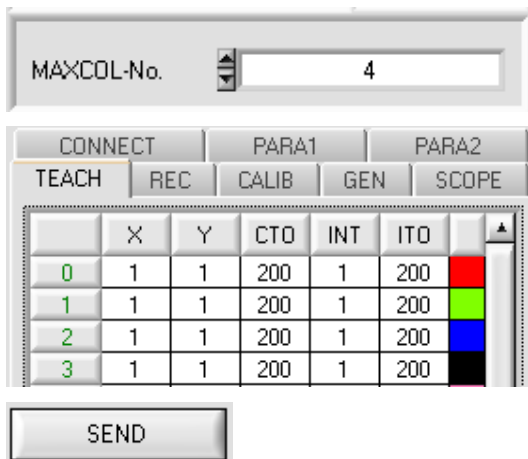 MAXCOL-No. 4
CONNECT PARA1 PARA2
TEACH REC CALIB GEN SCOPE
X Y CTO INT ITO
0 1 1 200 1 200
1 1 1 200 1 200
2 1 1 200 1 200
3 1 1 200 1 200
SEND